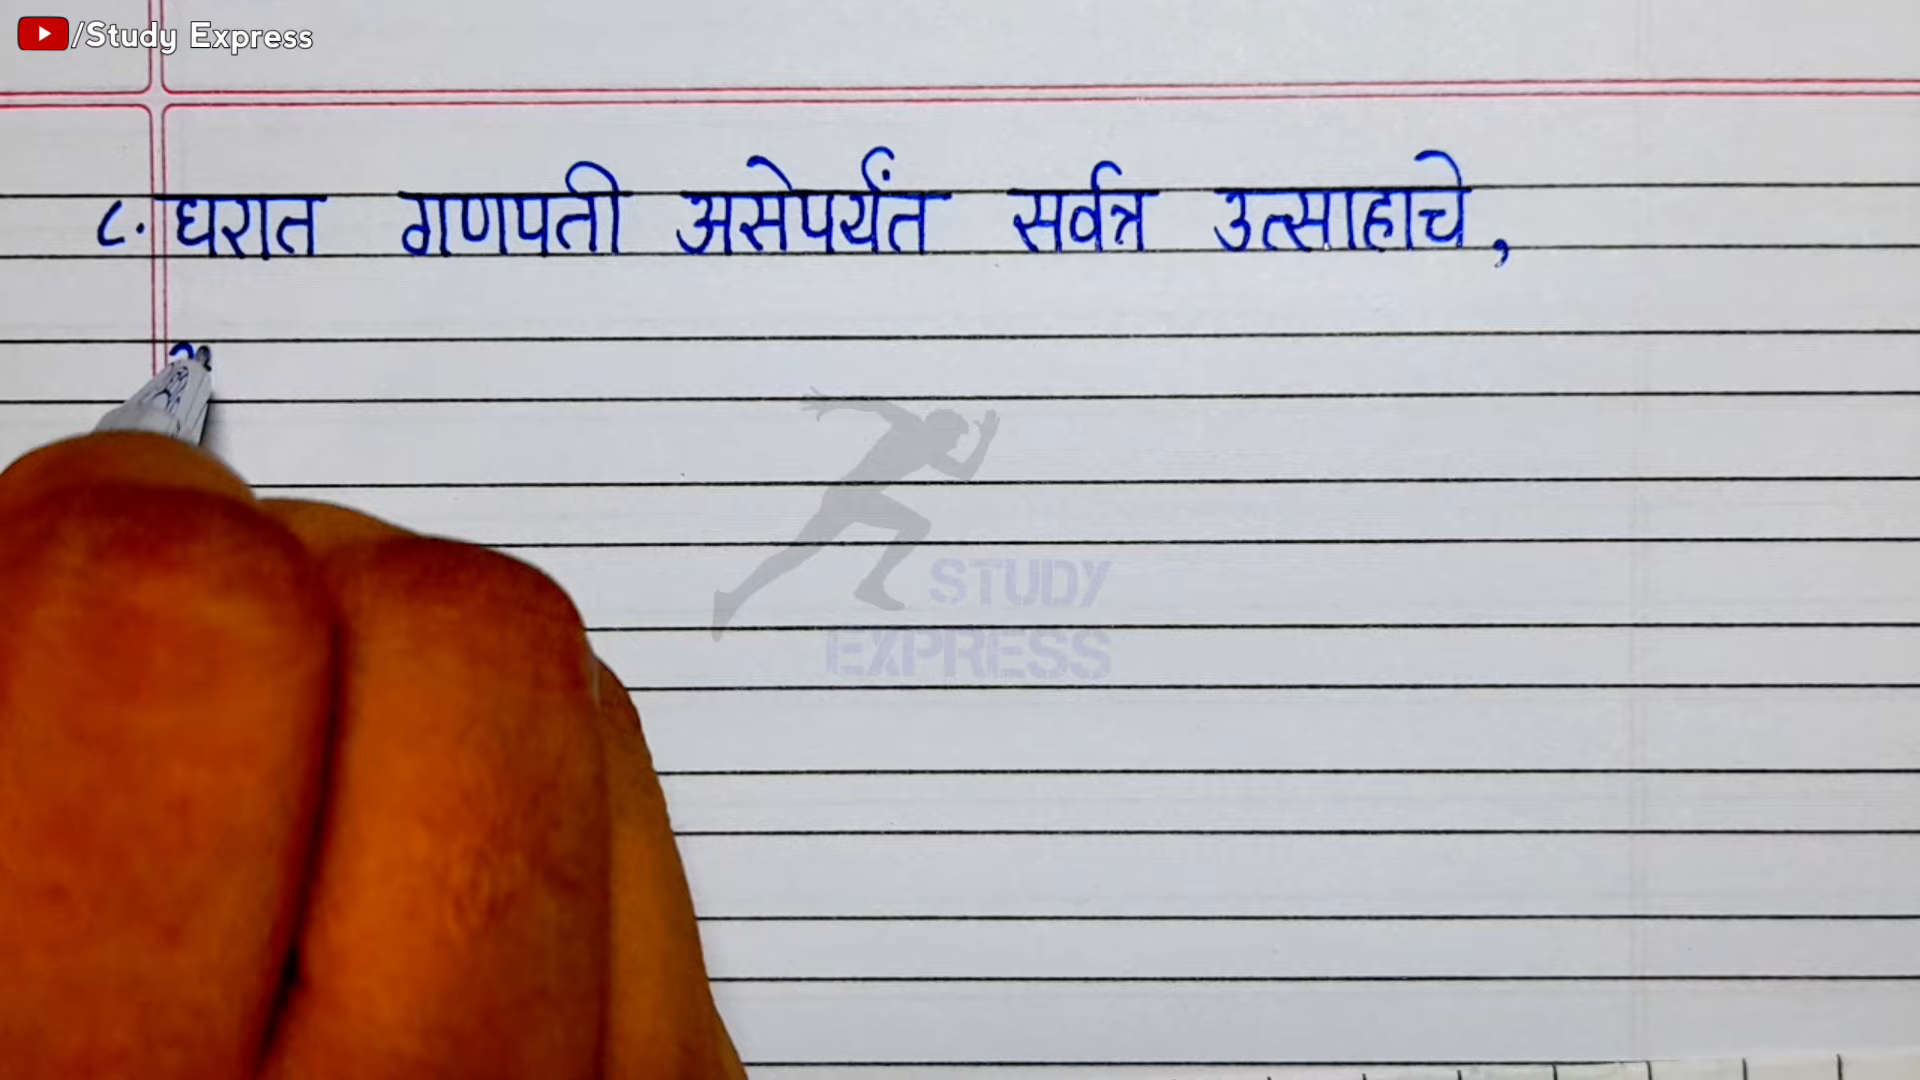 /Study Express
८. घरात गणपती असेपर्यंत सर्वत्र उत्साहाचे,
STUDY
EXPRESS